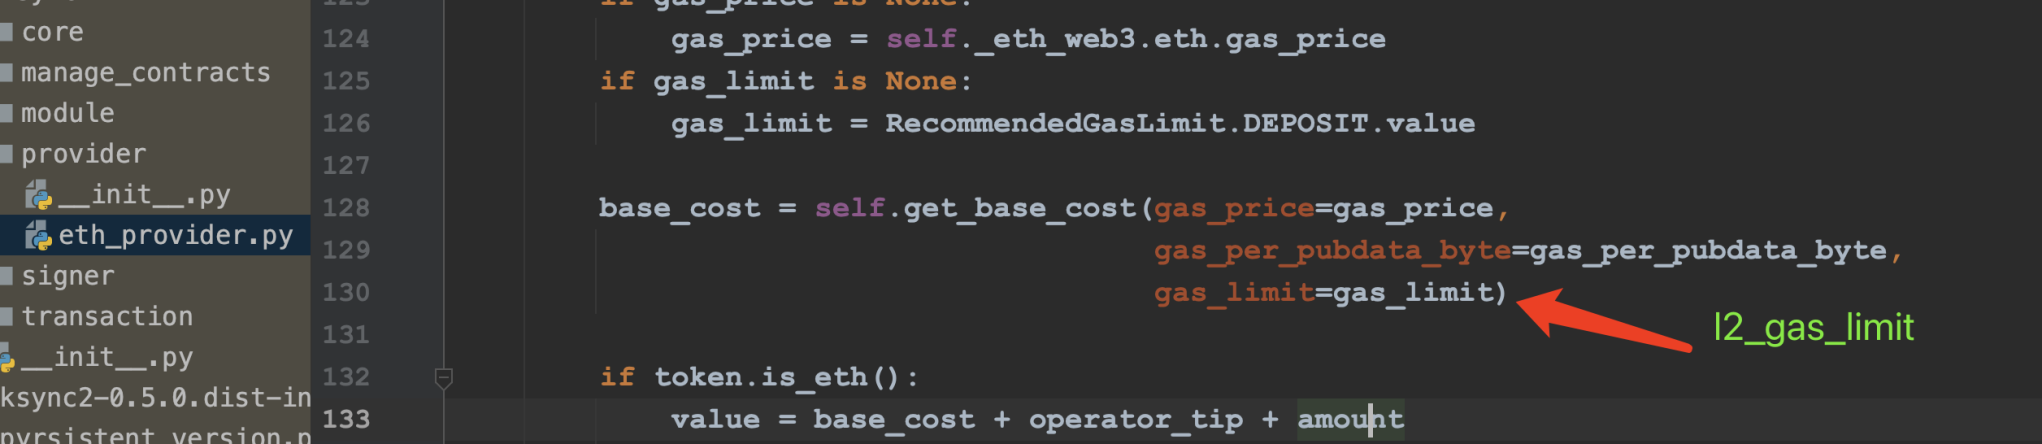 core
manage_contracts
module
provider
__init__.py
eth_provider.py
signer
transaction
__init__.py
ksync2-0.5.0.dist-in
pyrsistent_version.p
123 if gas_price is None:
124 gas_price = self._eth_web3.eth.gas_price
125 if gas_limit is None:
126 gas_limit = RecommendedGasLimit.DEPOSIT.value
127
128 base_cost = self.get_base_cost(gas_price=gas_price,
129 gas_per_pubdata_byte=gas_per_pubdata_byte,
130 gas_limit=gas_limit)
l2_gas_limit
131
132 if token.is_eth():
133 value = base_cost + operator_tip + amount